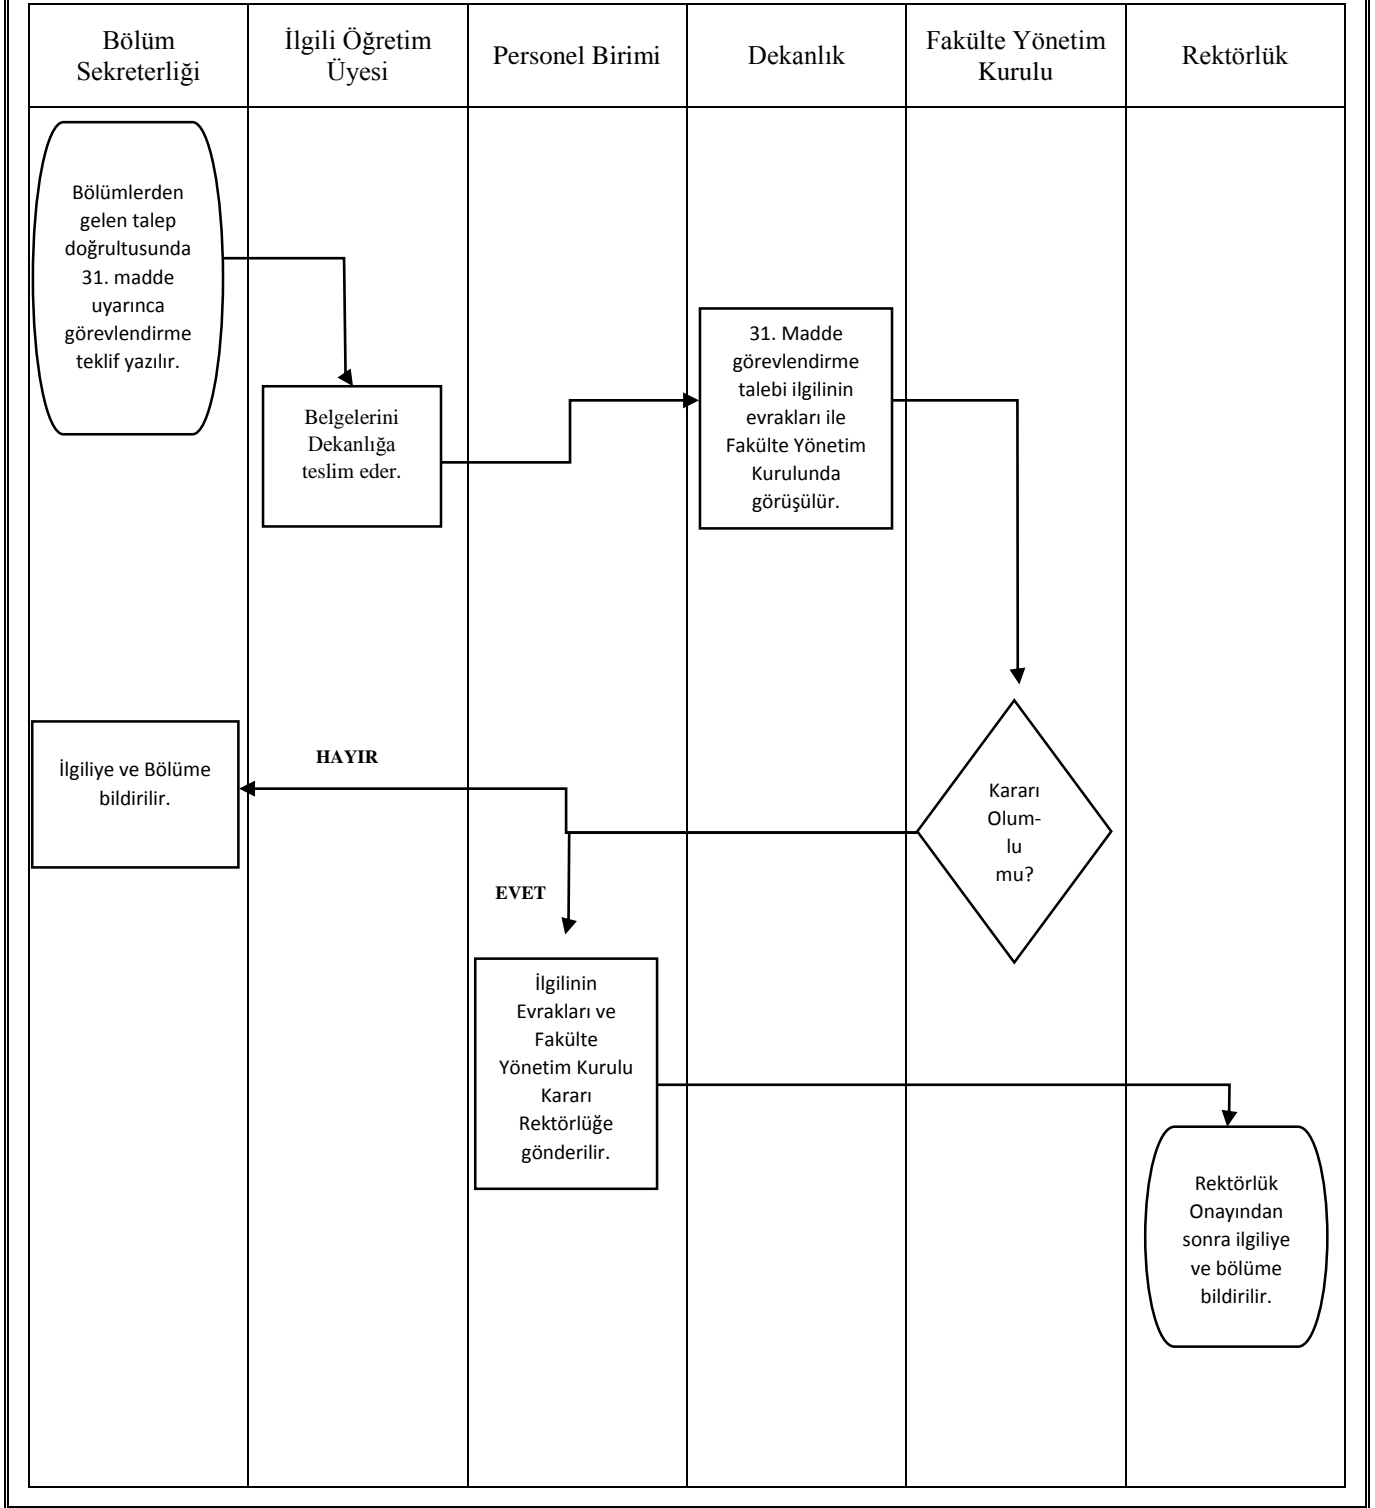 Bölüm
Sekreterliği
İlgili Öğretim
Üyesi
Personel Birimi
Dekanlık
Fakülte Yönetim
Kurulu
Rektörlük
Bölümlerden
gelen talep
doğrultusunda
31. madde
uyarınca
görevlendirme
teklif yazılır.
Belgelerini
Dekanlığa
teslim eder.
31. Madde
görevlendirme
talebi ilgilinin
evrakları ile
Fakülte Yönetim
Kurulunda
görüşülür.
Kararı
Olum-
lu
mu?
HAYIR
İlgiliye ve Bölüme
bildirilir.
EVET
İlgilinin
Evrakları ve
Fakülte
Yönetim Kurulu
Kararı
Rektörlüğe
gönderilir.
Rektörlük
Onayından
sonra ilgiliye
ve bölüme
bildirilir.